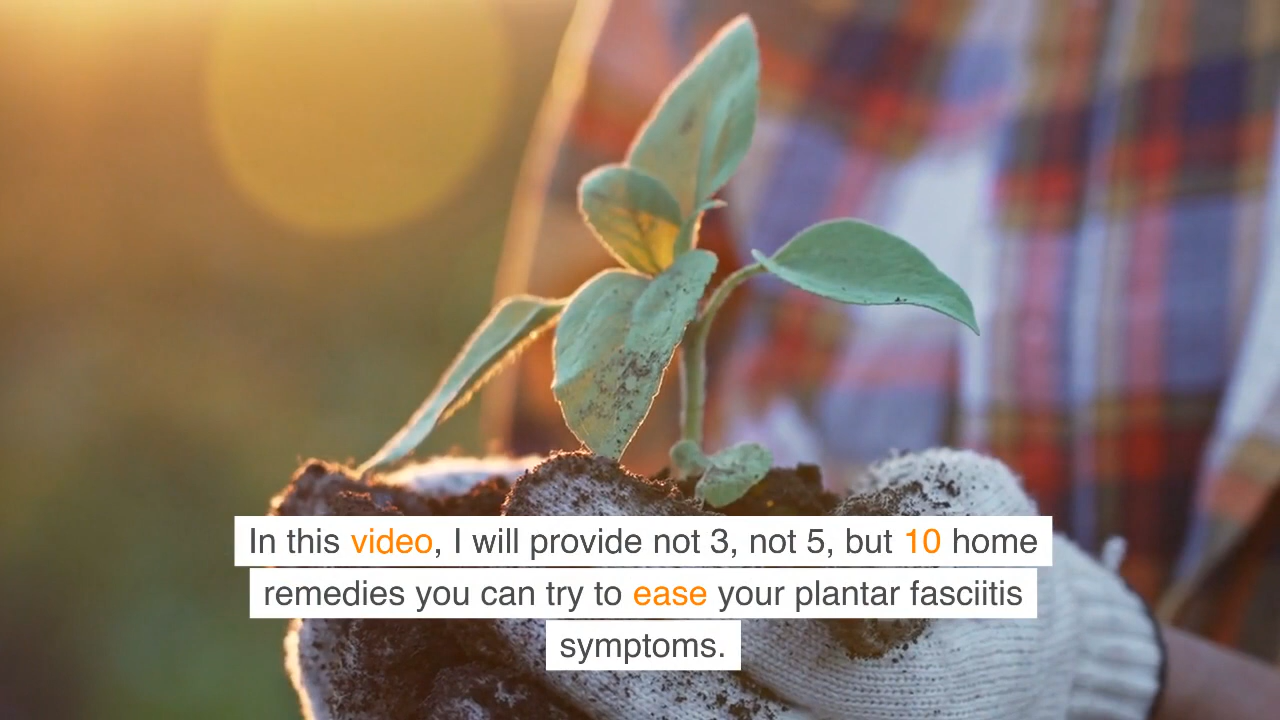 In this video, I will provide not 3, not 5, but 10 home
remedies you can try to ease your plantar fasciitis
symptoms.